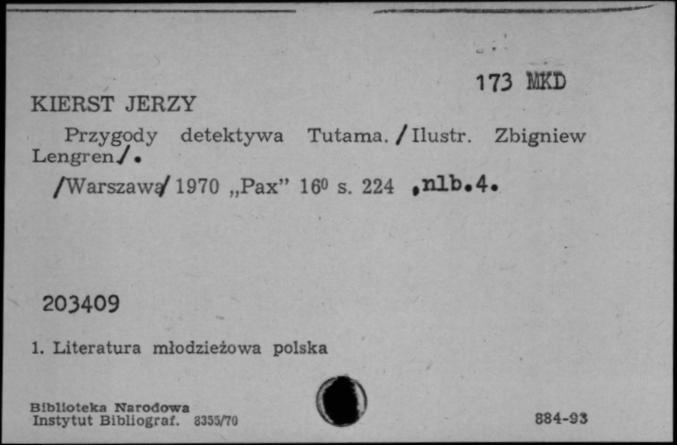 173 MKD
KIERST JERZY
Przygody detektywa Tutama. /Ilustr. Zbigniew
Lengren/.
/Warszawa/ 1970 „Pax” 16⁰ s. 224 ,nlb.4.
203409
1. Literatura młodzieżowa polska
Biblioteka Narodowa
Instytut Bibliograf. 8355/70
884-93